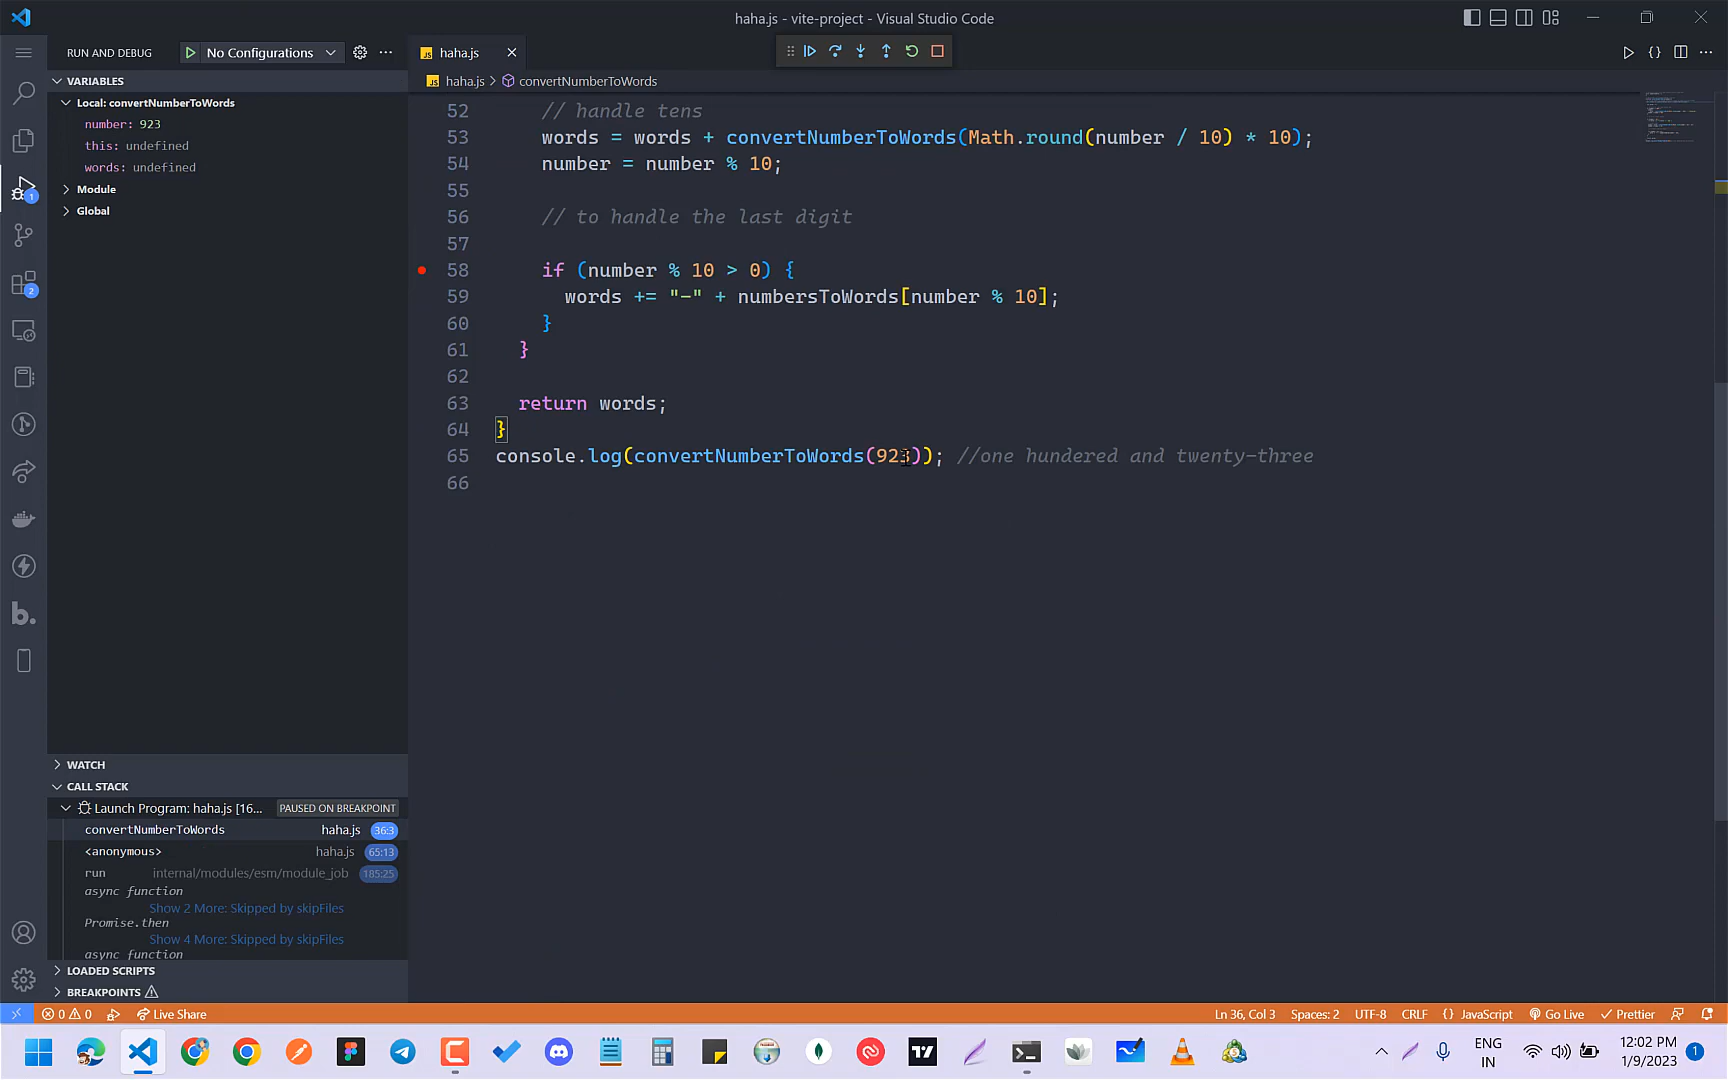 haha.js - vite-project - Visual Studio Code
RUN AND DEBUG
No Configurations
haha.js
haha.js > convertNumberToWords
VARIABLES
Local: convertNumberToWords
number: 923
this: undefined
words: undefined
Module
Global
52 // handle tens
53 words = words + convertNumberToWords(Math.round(number / 10) * 10);
54 number = number % 10;
55
56 // to handle the last digit
57
58 if (number % 10 > 0) {
59 words += "-" + numbersToWords[number % 10];
60 }
61 }
62
63 return words;
64 }
65 console.log(convertNumberToWords(923)); //one hundered and twenty-three
66
1
2
WATCH
CALL STACK
Launch Program: haha.js [16... PAUSED ON BREAKPOINT
convertNumberToWords haha.js 36:3
<anonymous> haha.js 65:13
run internal/modules/esm/module_job 185:25
async function
Show 2 More: Skipped by skipFiles
Promise.then
Show 4 More: Skipped by skipFiles
async function
LOADED SCRIPTS
BREAKPOINTS
0 0 Live Share
Ln 36, Col 3 Spaces: 2 UTF-8 CRLF {} JavaScript Go Live Prettier
ENG
IN
12:02 PM
1/9/2023
1